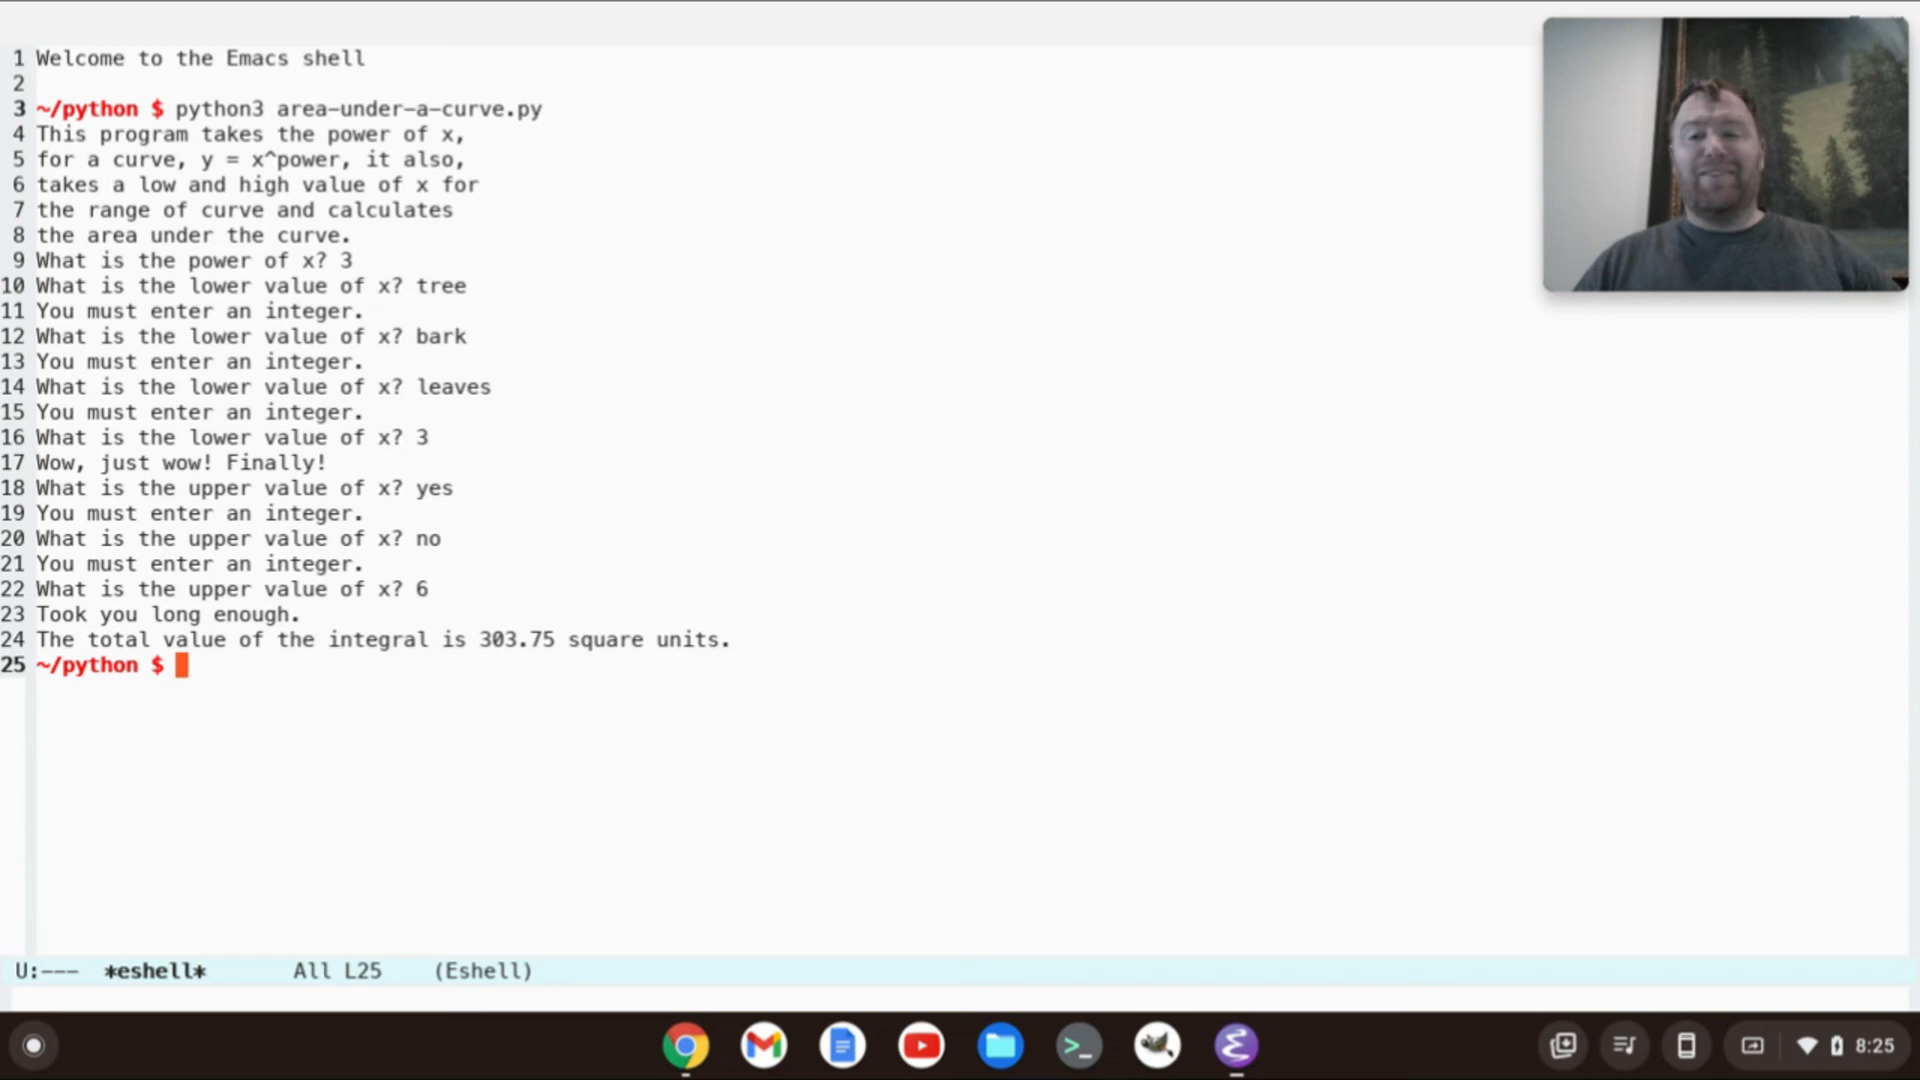 1 Welcome to the Emacs shell
2
3 ~/python $ python3 area-under-a-curve.py
4 This program takes the power of x,
5 for a curve, y = x^power, it also,
6 takes a low and high value of x for
7 the range of curve and calculates
8 the area under the curve.
9 What is the power of x? 3
10 What is the lower value of x? tree
11 You must enter an integer.
12 What is the lower value of x? bark
13 You must enter an integer.
14 What is the lower value of x? leaves
15 You must enter an integer.
16 What is the lower value of x? 3
17 Wow, just wow! Finally!
18 What is the upper value of x? yes
19 You must enter an integer.
20 What is the upper value of x? no
21 You must enter an integer.
22 What is the upper value of x? 6
23 Took you long enough.
24 The total value of the integral is 303.75 square units.
25 ~/python $
U:--- *eshell* All L25 (Eshell)
8:25